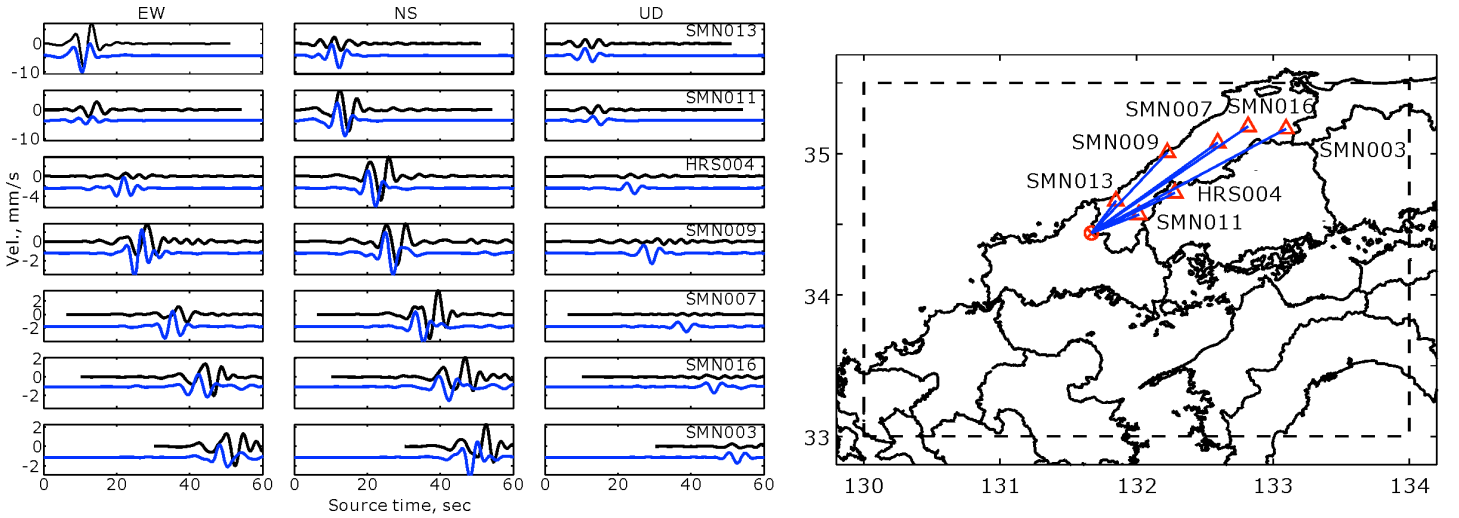 EW NS UD
0
-10
SMN013
0
-10
SMN011
0
-4
HRS004
0
-2
SMN009
2
0
-2
SMN007
2
0
-2
SMN016
2
0
-2
SMN003
0 20 40 60 0 20 40 60 0 20 40 60
Vel., mm/s
Source time, sec
SMN007 SMN016
SMN009
SMN003
SMN013
HRS004
SMN011
35
34
33
130 131 132 133 134